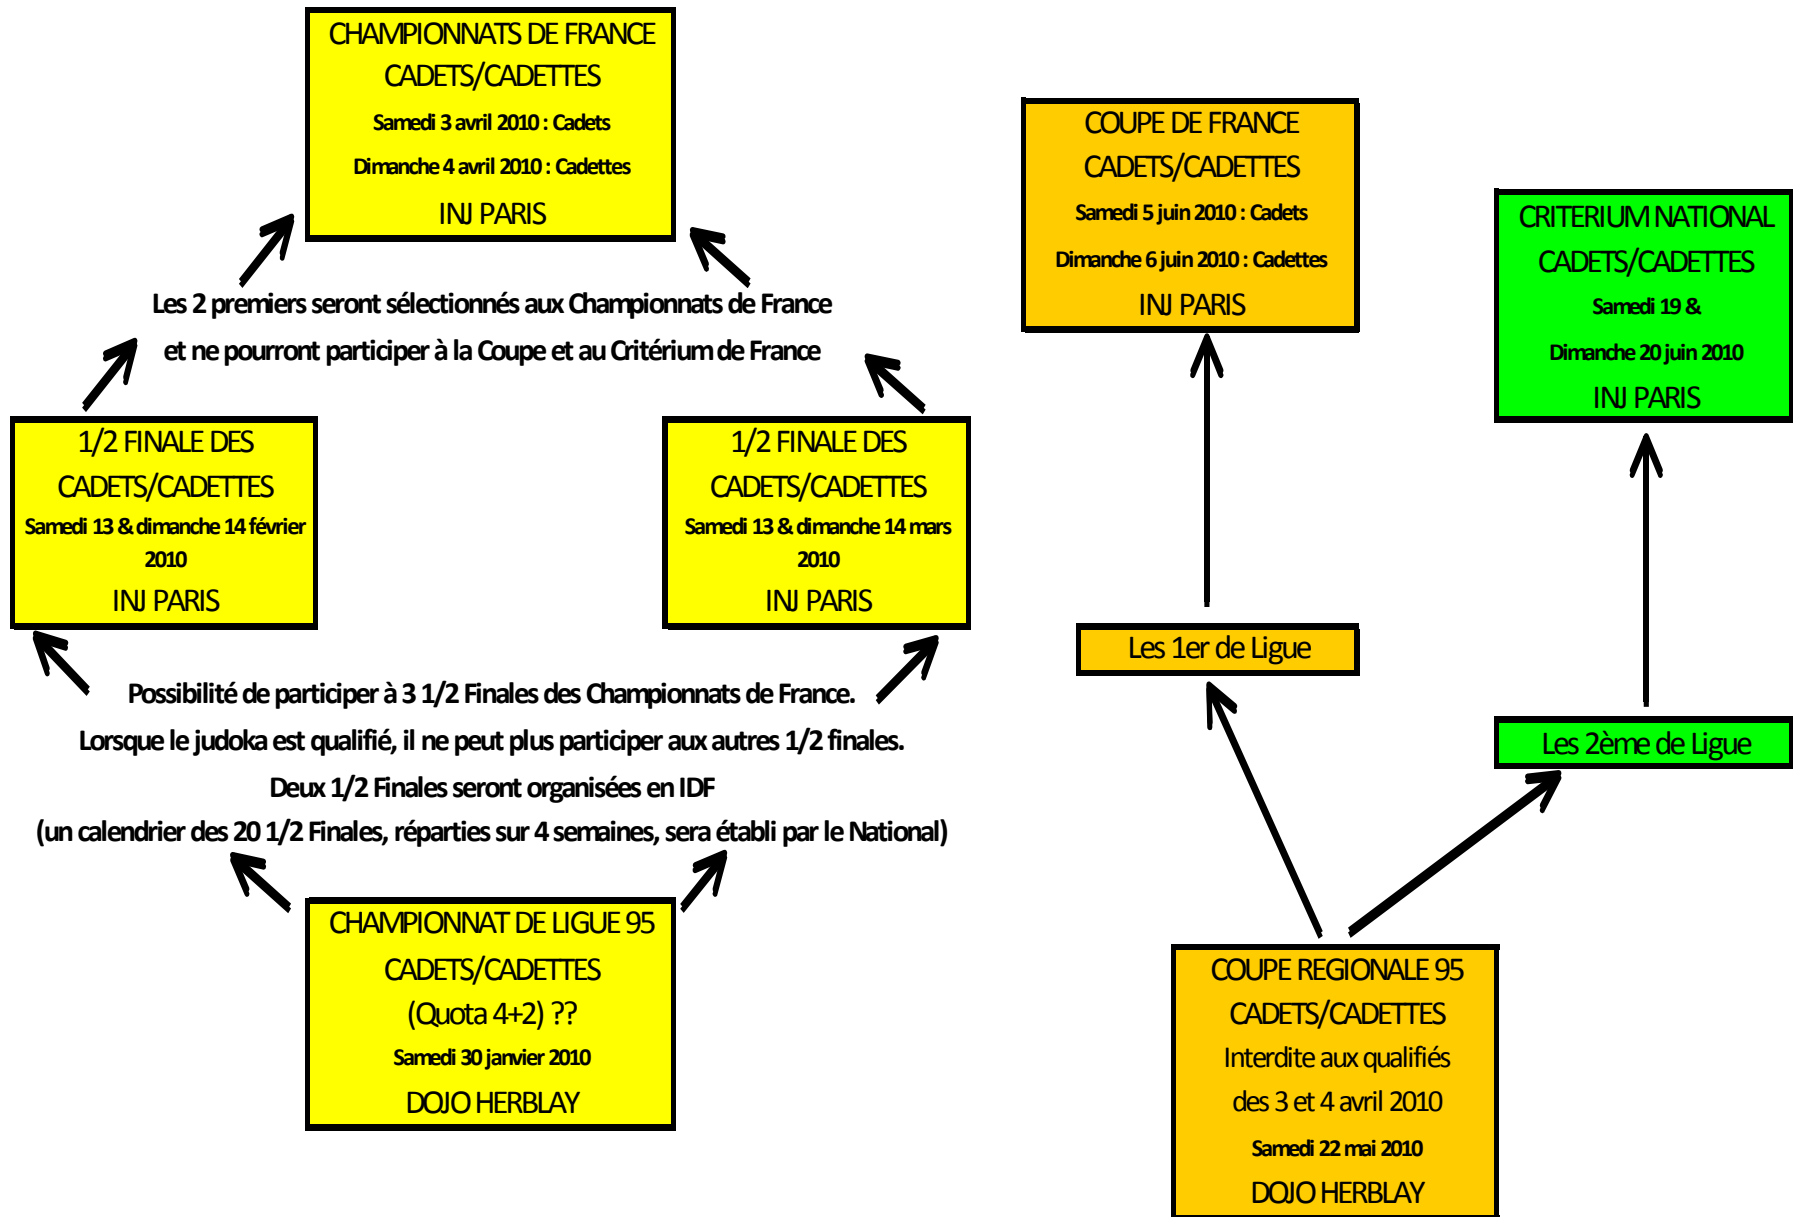 CHAMPIONNATS DE FRANCE
CADETS/CADETTES
Samedi 3 avril 2010 : Cadets
Dimanche 4 avril 2010 : Cadettes
INJ PARIS
Les 2 premiers seront sélectionnés aux Championnats de France
et ne pourront participer à la Coupe et au Critérium de France
1/2 FINALE DES
CADETS/CADETTES
Samedi 13 & dimanche 14 février
2010
INJ PARIS
1/2 FINALE DES
CADETS/CADETTES
Samedi 13 & dimanche 14 mars
2010
INJ PARIS
Possibilité de participer à 3 1/2 Finales des Championnats de France.
Lorsque le judoka est qualifié, il ne peut plus participer aux autres 1/2 finales.
Deux 1/2 Finales seront organisées en IDF
(un calendrier des 20 1/2 Finales, réparties sur 4 semaines, sera établi par le National)
CHAMPIONNAT DE LIGUE 95
CADETS/CADETTES
(Quota 4+2) ??
Samedi 30 janvier 2010
DOJO HERBLAY
COUPE DE FRANCE
CADETS/CADETTES
Samedi 5 juin 2010 : Cadets
Dimanche 6 juin 2010 : Cadettes
INJ PARIS
CRITERIUM NATIONAL
CADETS/CADETTES
Samedi 19 &
Dimanche 20 juin 2010
INJ PARIS
Les 1er de Ligue
Les 2ème de Ligue
COUPE REGIONALE 95
CADETS/CADETTES
Interdite aux qualifiés
des 3 et 4 avril 2010
Samedi 22 mai 2010
DOJO HERBLAY